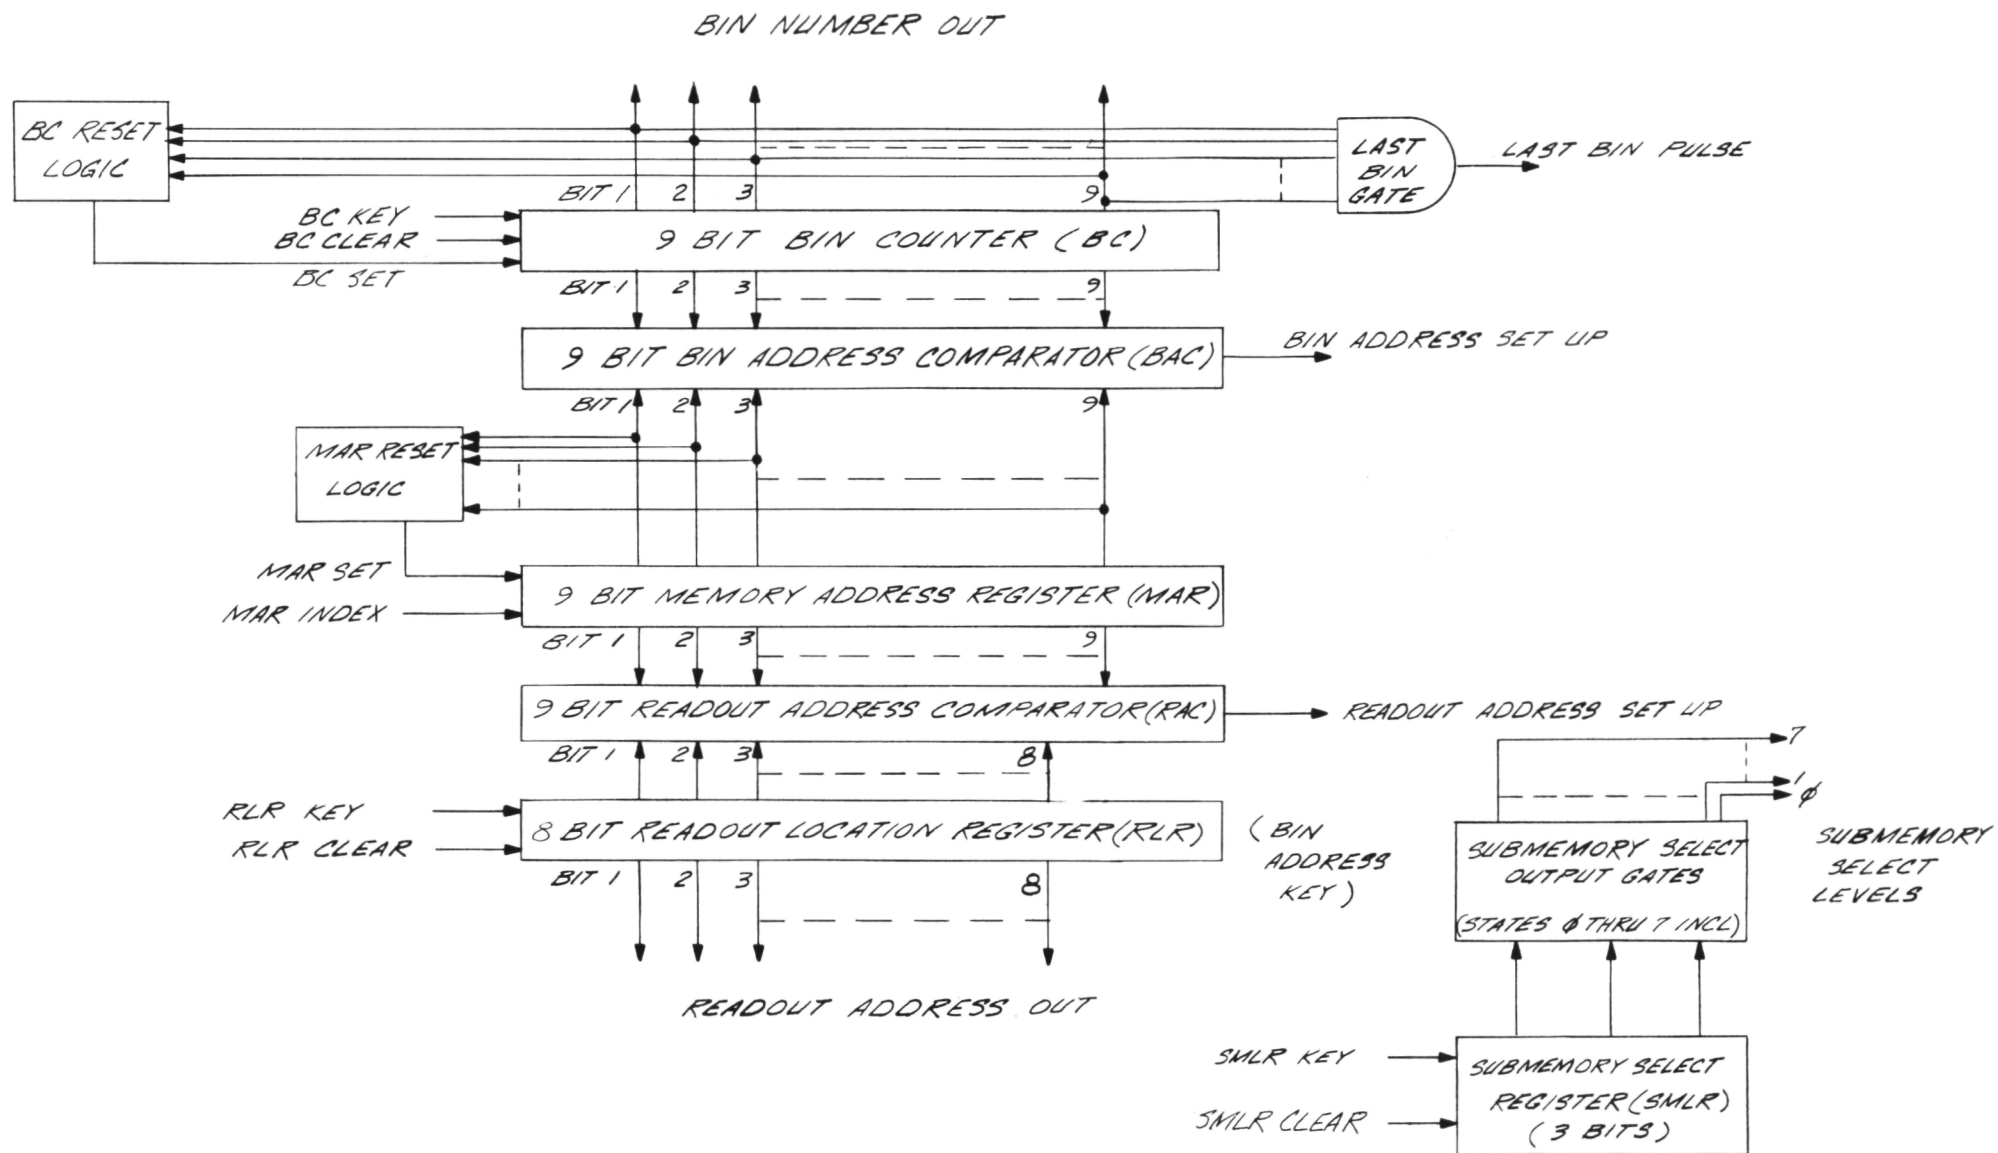 BIN NUMBER OUT
BC RESET
LOGIC
LAST
BIN
GATE
LAST BIN PULSE
BIT 1 2 3 9
BC KEY
BC CLEAR
BC SET
9 BIT BIN COUNTER (BC)
BIT 1 2 3 9
9 BIT BIN ADDRESS COMPARATOR (BAC)
BIN ADDRESS SET UP
BIT 1 2 3 9
MAR RESET
LOGIC
MAR SET
MAR INDEX
9 BIT MEMORY ADDRESS REGISTER (MAR)
BIT 1 2 3 9
9 BIT READOUT ADDRESS COMPARATOR (RAC)
READOUT ADDRESS SET UP
BIT 1 2 3 8
RLR KEY
RLR CLEAR
8 BIT READOUT LOCATION REGISTER (RLR)
(BIN
ADDRESS
KEY)
BIT 1 2 3 8
READOUT ADDRESS OUT
7
1
ϕ
SUBMEMORY
SELECT
LEVELS
SUBMEMORY SELECT
OUTPUT GATES
(STATES ϕ THRU 7 INCL)
SMLR KEY
SMLR CLEAR
SUBMEMORY SELECT
REGISTER (SMLR)
(3 BITS)